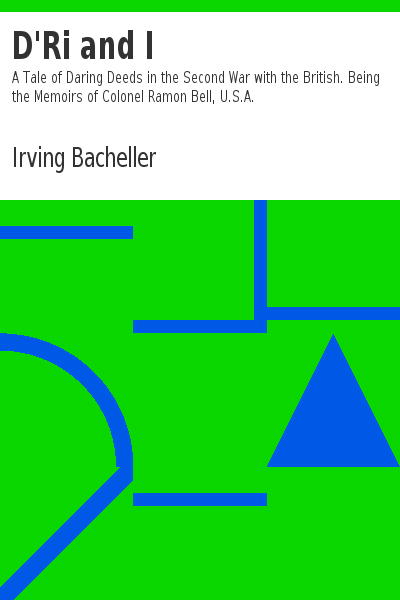 D'Ri and I
A Tale of Daring Deeds in the Second War with the British. Being
the Memoirs of Colonel Ramon Bell, U.S.A.
Irving Bacheller